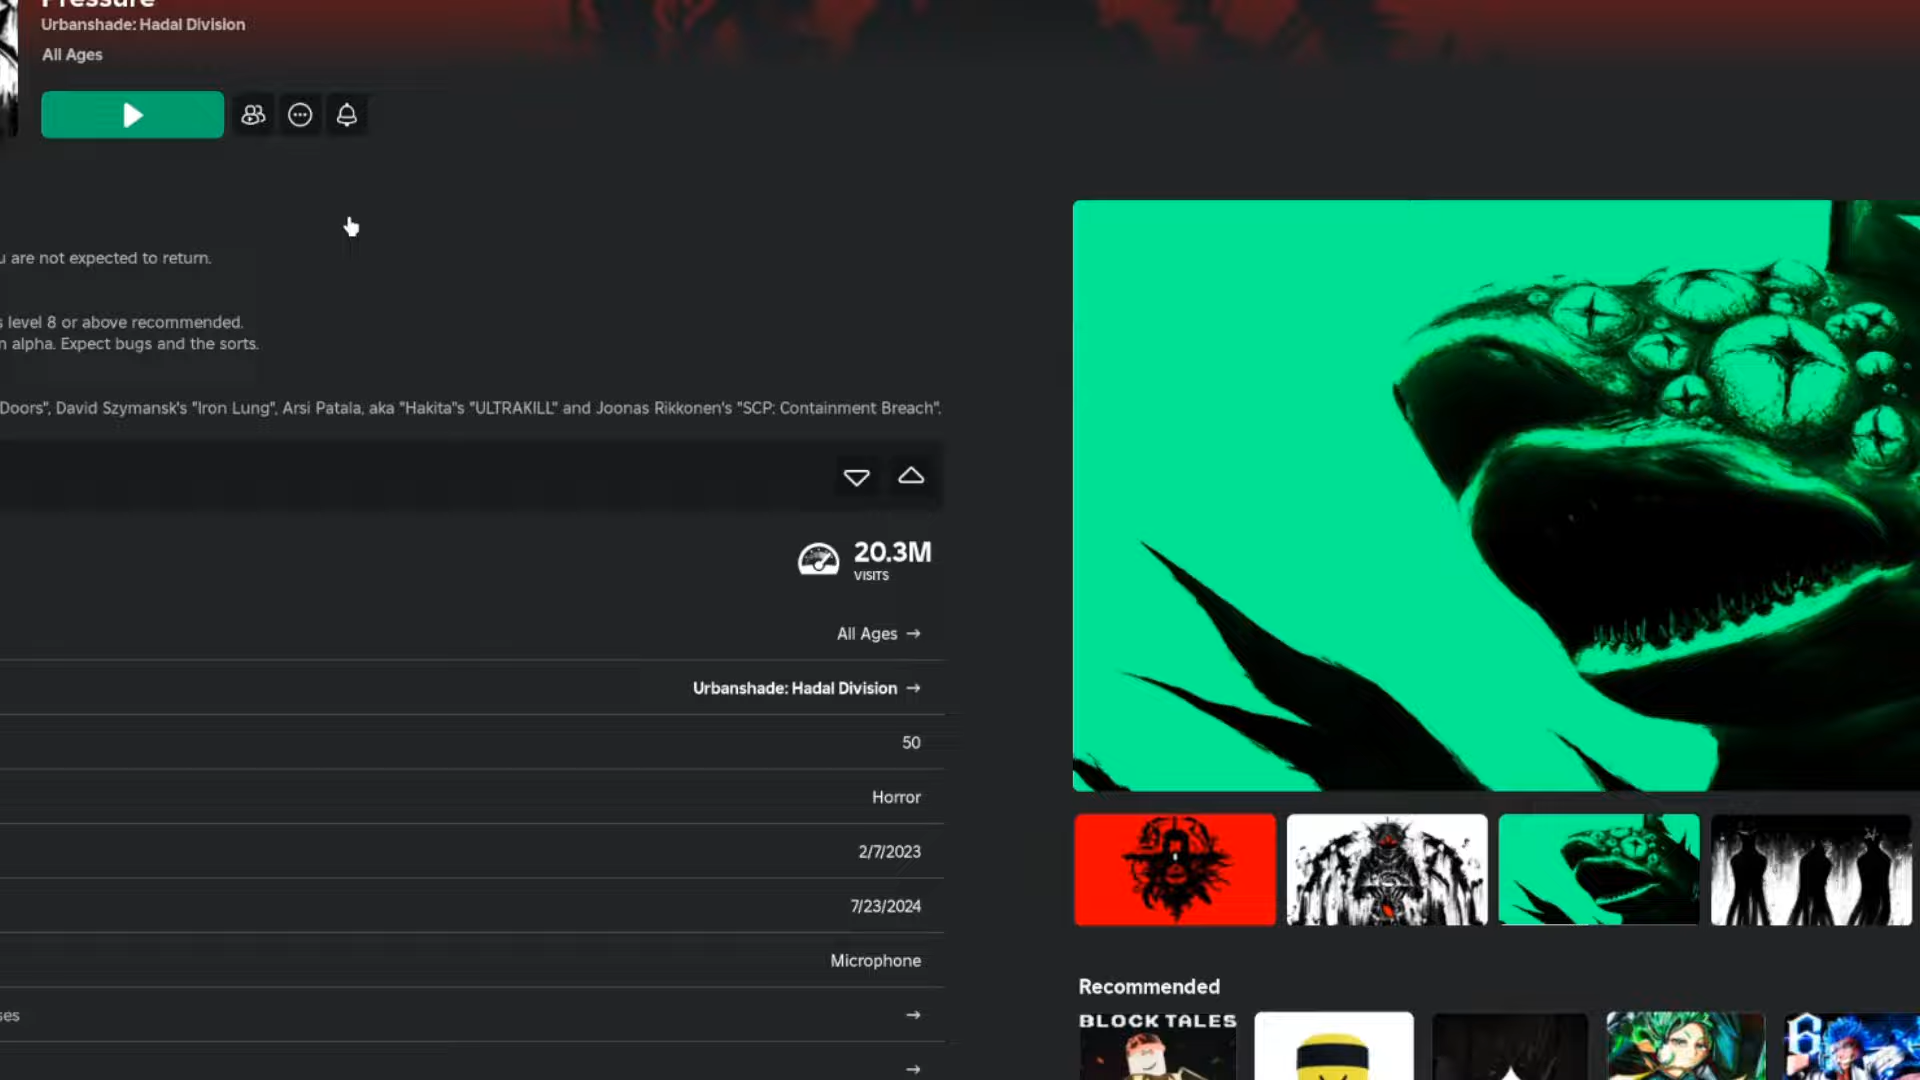 Pressure
Urbanshade: Hadal Division
All Ages
are not expected to return.
level 8 or above recommended.
alpha. Expect bugs and the sorts.
Doors", David Szymansk's "Iron Lung", Arsi Patala, aka "Hakita"s "ULTRAKILL" and Joonas Rikkonen's "SCP: Containment Breach".
20.3M
VISITS
All Ages →
Urbanshade: Hadal Division →
50
Horror
2/7/2023
7/23/2024
Microphone
Recommended
BLOCK TALES